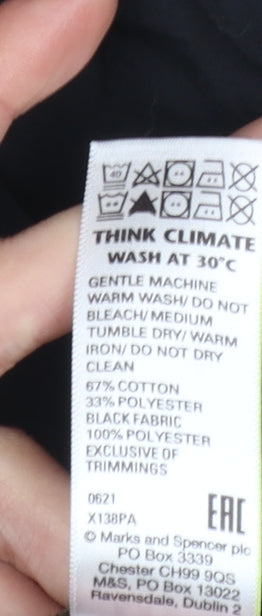 40
THINK CLIMATE
WASH AT 30°C
GENTLE MACHINE
WARM WASH/ DO NOT
BLEACH/ MEDIUM
TUMBLE DRY/ WARM
IRON/ DO NOT DRY
CLEAN
67% COTTON
33% POLYESTER
BLACK FABRIC
100% POLYESTER
EXCLUSIVE OF
TRIMMINGS
0621
X138PA
EAC
© Marks and Spencer plc
PO Box 3339
Chester CH99 9QS
M&S, PO Box 13022
Ravensdale, Dublin 2